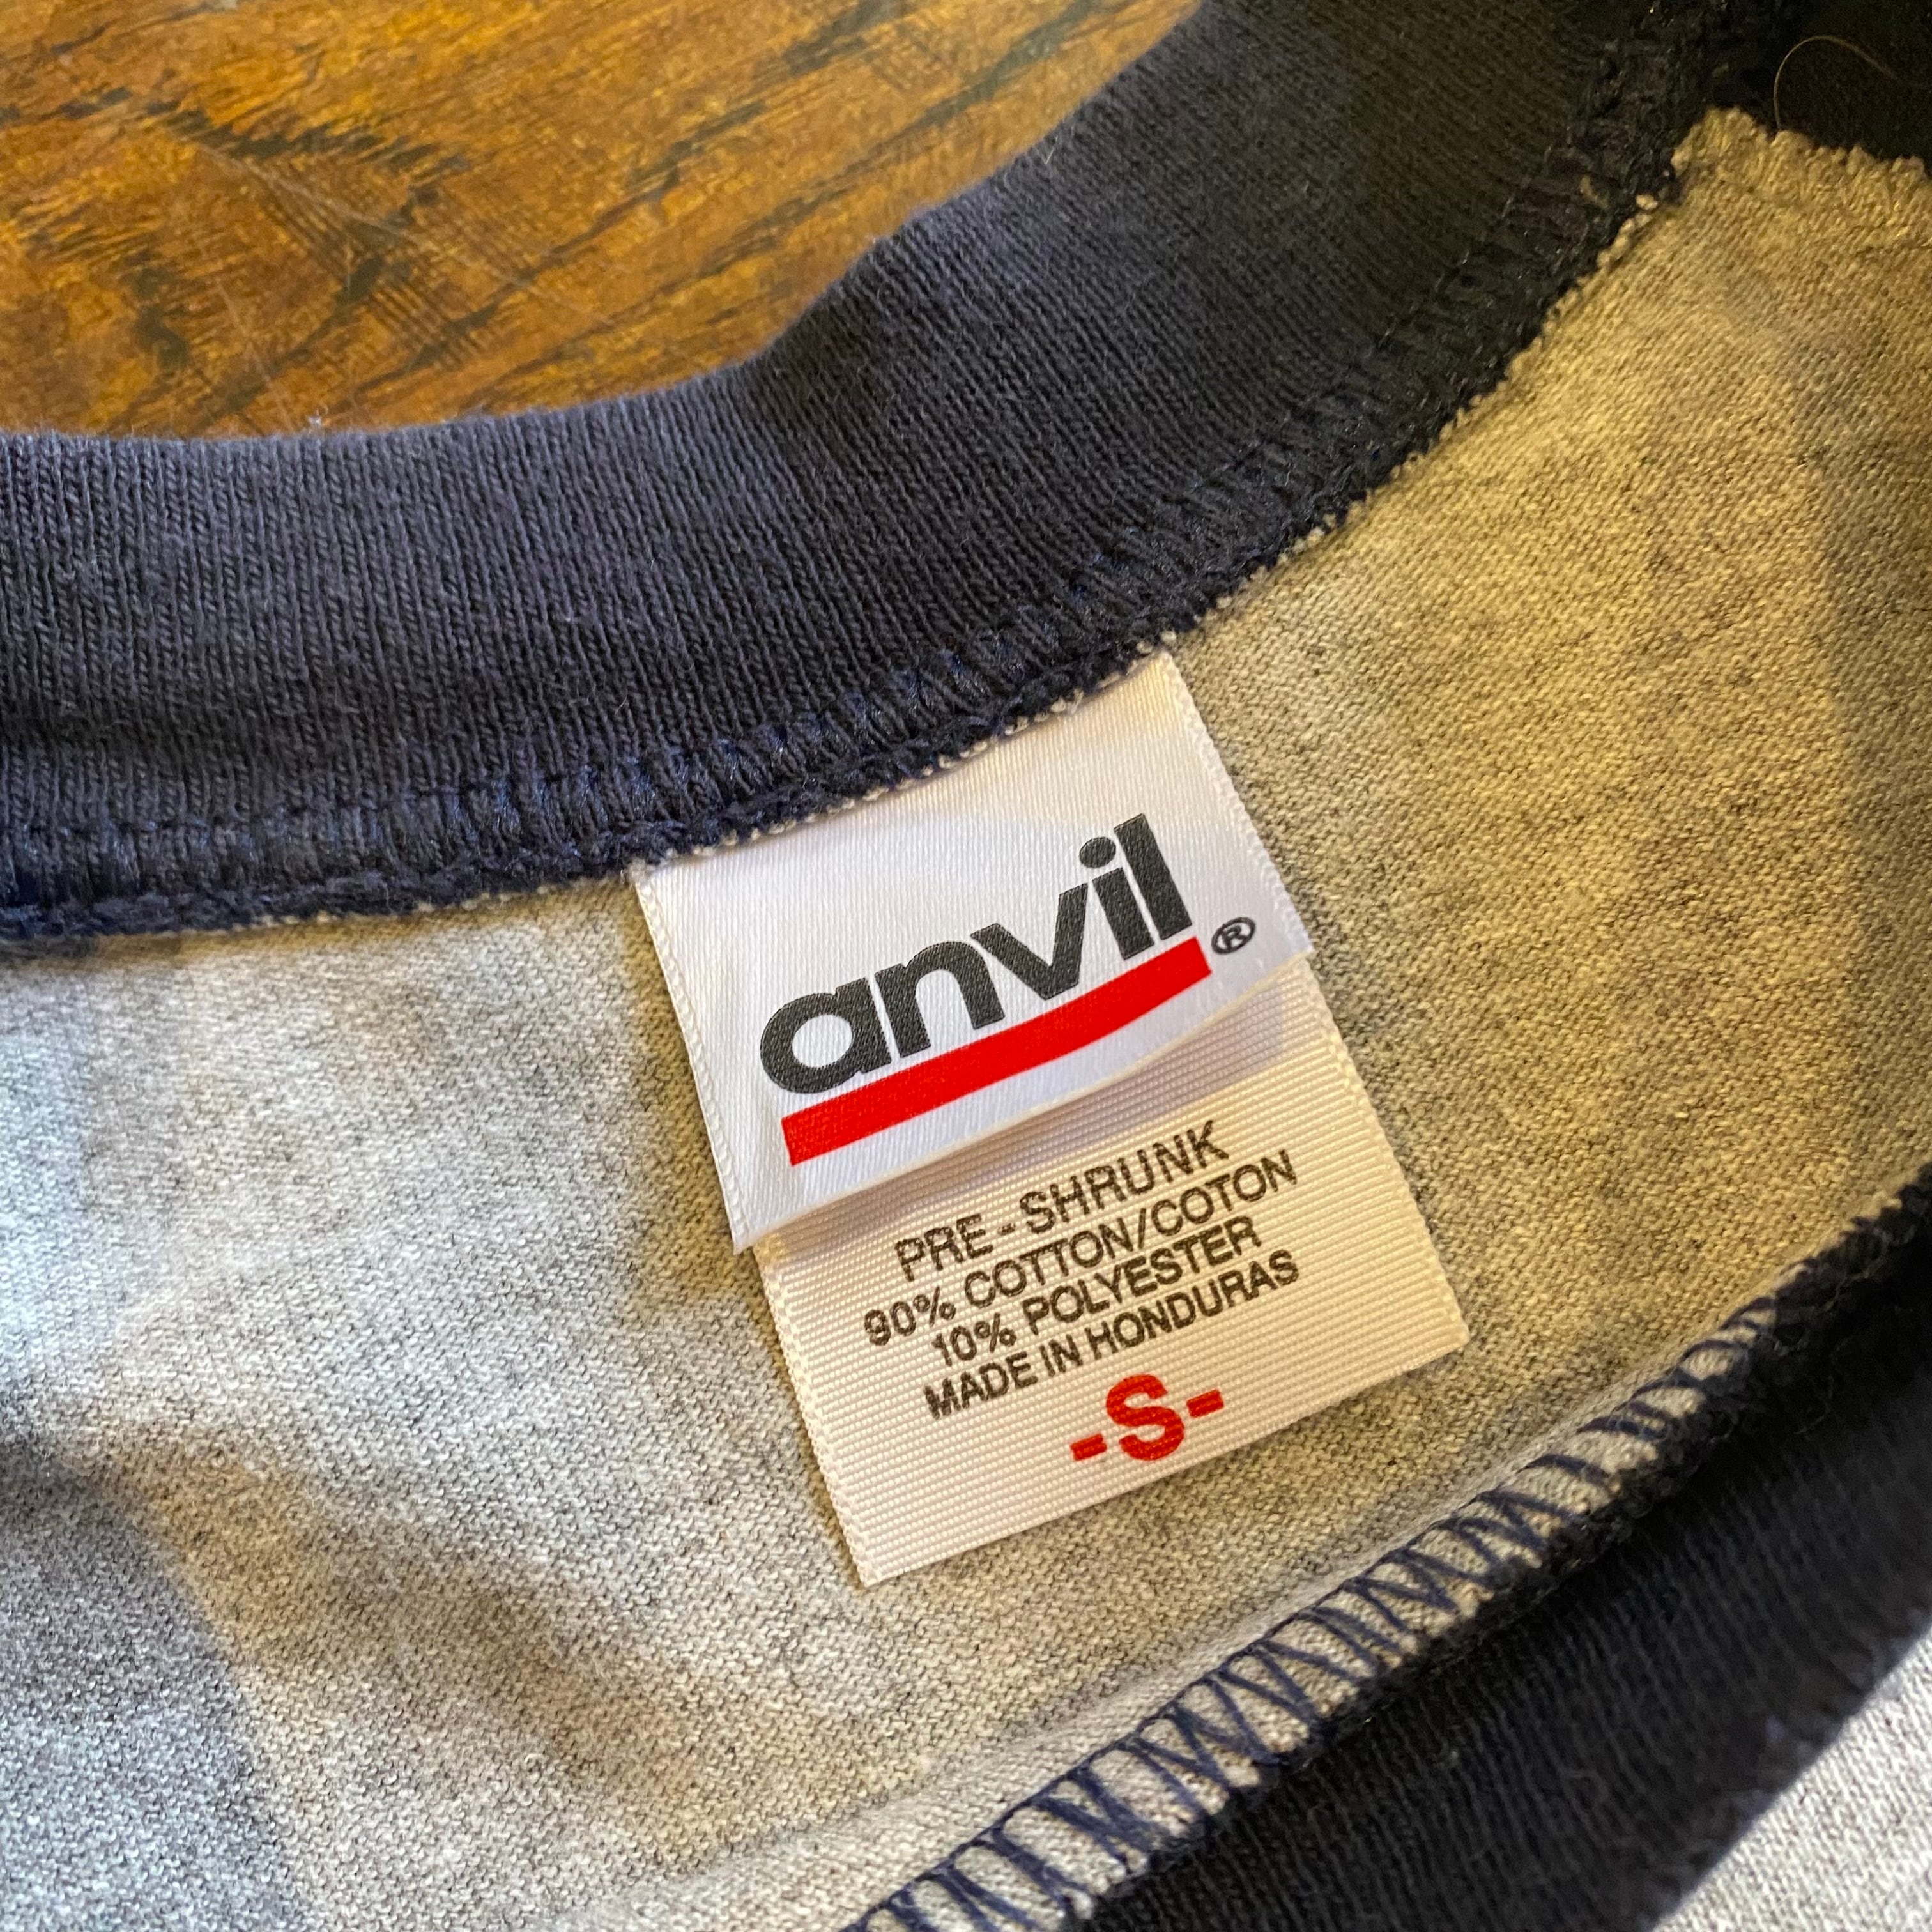 anvil®
PRE-SHRUNK
90% COTTON/COTON
10% POLYESTER
MADE IN HONDURAS
-S-